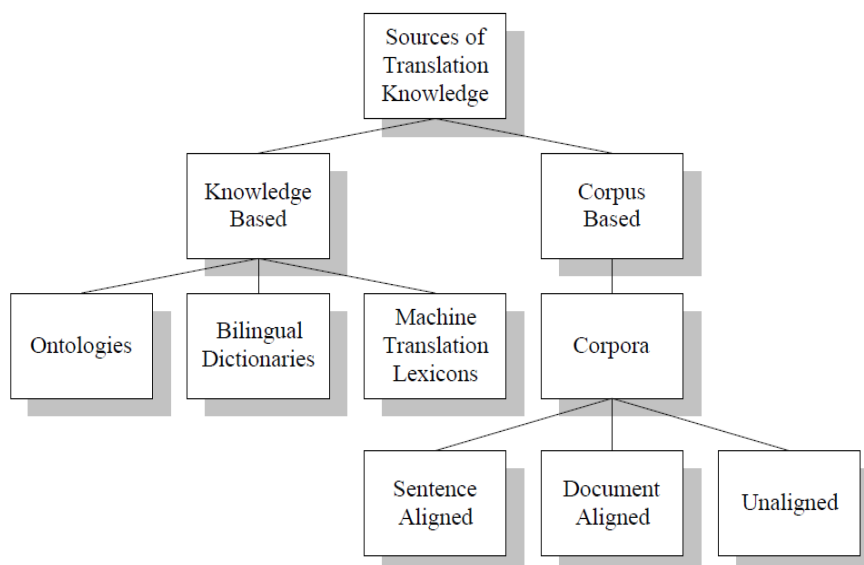 Sources of
Translation
Knowledge
Knowledge
Based
Corpus
Based
Ontologies
Bilingual
Dictionaries
Machine
Translation
Lexicons
Corpora
Sentence
Aligned
Document
Aligned
Unaligned